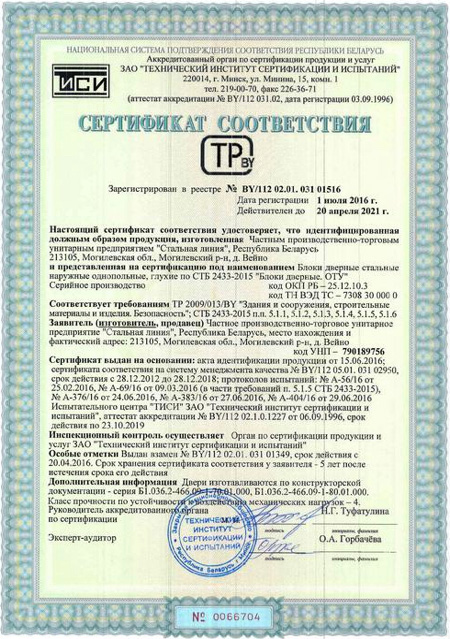 НАЦИОНАЛЬНАЯ СИСТЕМА ПОДТВЕРЖДЕНИЯ СООТВЕТСТВИЯ РЕСПУБЛИКИ БЕЛАРУСЬ
Аккредитованный орган по сертификации продукции и услуг
ЗАО "ТЕХНИЧЕСКИЙ ИНСТИТУТ СЕРТИФИКАЦИИ И ИСПЫТАНИЙ"
220014, г. Минск, ул. Минина, 15, комн. 1
тел. 219-00-70, факс 226-36-71
(аттестат аккредитации № BY/112 031.02, дата регистрации 03.09.1996)
ТИСИ
СЕРТИФИКАТ СООТВЕТСТВИЯ
ТР BY
Зарегистрирован в реестре № BY/112 02.01. 031 01516
Дата регистрации 1 июля 2016 г.
Действителен до 20 апреля 2021 г.
Настоящий сертификат соответствия удостоверяет, что идентифицированная
должным образом продукция, изготовленная Частным производственно-торговым
унитарным предприятием "Стальная линия", Республика Беларусь
213105, Могилевская обл., Могилевский р-н, д. Вейно
и представленная на сертификацию под наименованием Блоки дверные стальные
наружные однопольные, глухие по СТБ 2433-2015 "Блоки дверные. ОТУ"
Серийное производство код ОКП РБ – 25.12.10.3
код ТН ВЭД ТС – 7308 30 000 0
Соответствует требованиям ТР 2009/013/BY "Здания и сооружения, строительные
материалы и изделия. Безопасность"; СТБ 2433-2015 п.п. 5.1.1, 5.1.2, 5.1.3, 5.1.4, 5.1.5, 5.1.6
Заявитель (изготовитель, продавец) Частное производственно-торговое унитарное
предприятие "Стальная линия", Республика Беларусь, место нахождения и
фактический адрес: 213105, Могилевская обл., Могилевский р-н, д. Вейно
код УНП – 790189756
Сертификат выдан на основании: акта идентификации продукции от 15.06.2016;
сертификата соответствия на систему менеджмента качества № BY/112 05.01. 031 02950,
срок действия с 28.12.2012 до 28.12.2018; протоколов испытаний: № А-56/16 от
25.02.2016, № А-69/16 от 09.03.2016 (в части требований п. 5.1.5 СТБ 2433-2015),
№ А-376/16 от 24.06.2016, № А-383/16 от 27.06.2016, № А-404/16 от 29.06.2016
Испытательного центра "ТИСИ" ЗАО "Технический институт сертификации и
испытаний", аттестат аккредитации № BY/112 02.1.0.1227 от 06.09.1996, срок
действия по 23.10.2019
Инспекционный контроль осуществляет Орган по сертификации продукции и
услуг ЗАО "Технический институт сертификации и испытаний"
Особые отметки Выдан взамен № BY/112 02.01. 031 01349, срок действия с
20.04.2016. Срок хранения сертификата соответствия у заявителя - 5 лет после
истечения срока его действия
Дополнительная информация Двери изготавливаются по конструкторской
документации - серия Б1.036.2-466.09-1-70.01.000, Б1.036.2-466.09-1-80.01.000.
Класс прочности по устойчивости к воздействию механических нагрузок – 4.
Руководитель аккредитованного органа
по сертификации
Н.Г. Туфатулина
подпись
инициалы, фамилия
М.П.
ТЕХНИЧЕСКИЙ
ИНСТИТУТ
СЕРТИФИКАЦИИ
И ИСПЫТАНИЙ
Эксперт-аудитор
О.А. Горбачёва
подпись
инициалы, фамилия
№ 0066704